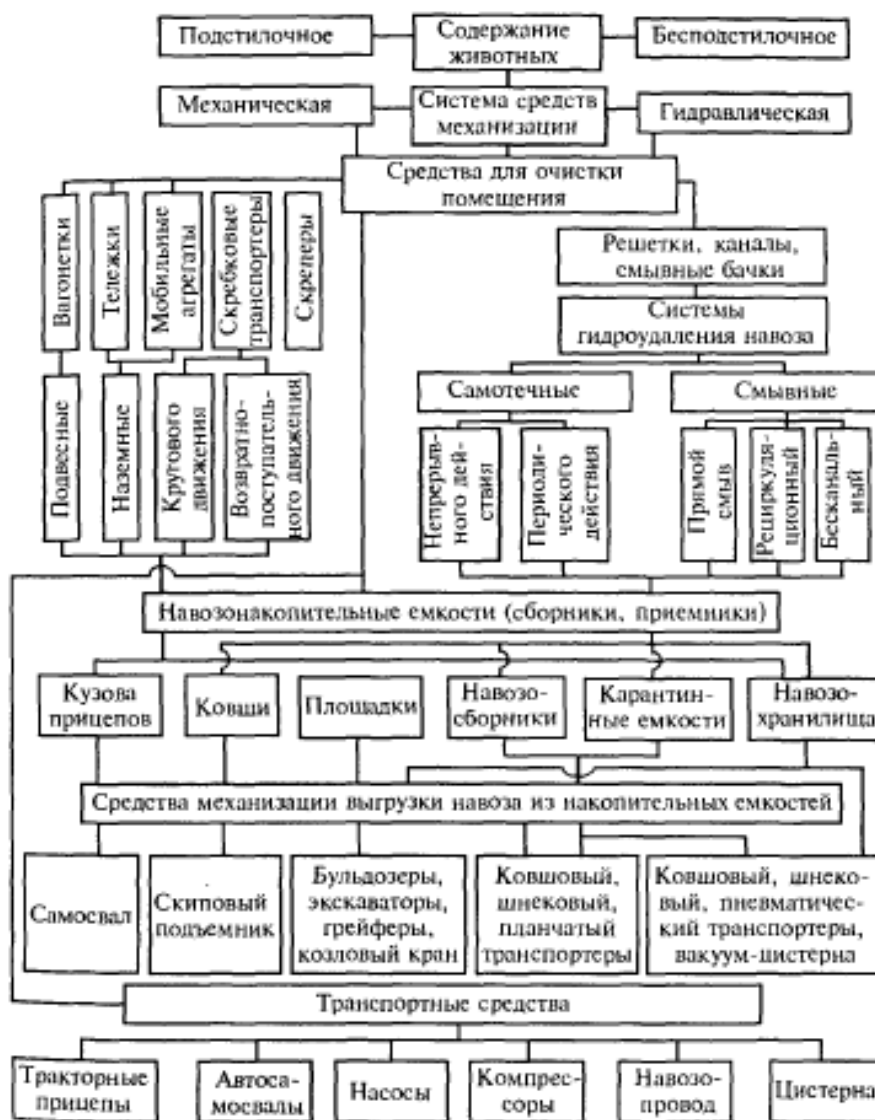 Подстилочное
Содержание
животных
Бесподстилочное
Механическая
Система средств
механизации
Гидравлическая
Средства для очистки
помещения
Вагонетки
Тележки
Мобильные
агрегаты
Скребковые
транспортеры
Скреперы
Решетки, каналы,
смывные бачки
Системы
гидроудаления навоза
Подвесные
Наземные
Кругового
движения
Возвратно-
поступатель-
ного движения
Самотечные
Смывные
Непрерыв-
ного дей-
ствия
Периоди-
ческого
действия
Прямой
смыв
Рециркуля-
ционный
Бесканаль-
ный
Навозонакопительные емкости (сборники, приемники)
Кузова
прицепов
Ковши
Площадки
Навозо-
сборники
Карантин-
ные емкости
Навозо-
хранилища
Средства механизации выгрузки навоза из накопительных емкостей
Самосвал
Скиповый
подъемник
Бульдозеры,
экскаваторы,
грейферы,
козловый кран
Ковшовый,
шнековый,
планчатый
транспортеры
Ковшовый, шнеко-
вый, пневматичес-
кий транспортеры,
вакуум-цистерна
Транспортные средства
Тракторные
прицепы
Автоса-
мосвалы
Насосы
Компрес-
соры
Навозо-
провод
Цистерна